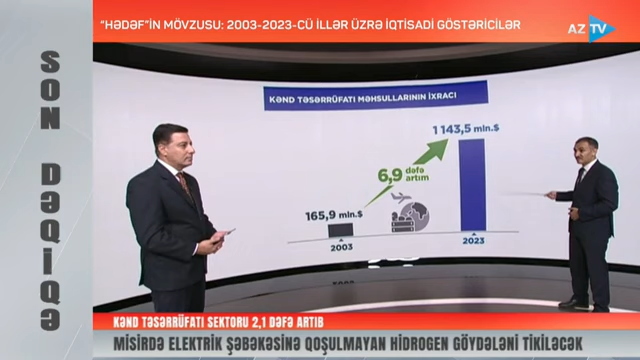 "HƏDƏF"İN MÖVZUSU: 2003-2023-CÜ İLLƏR ÜZRƏ İQTİSADİ GÖSTƏRİCİLƏR
AZTV
SON DƏQİQƏ
KƏND TƏSƏRRÜFATI MƏHSULLARININ İXRACI
1 143,5 mln.$
6,9 dəfə
artım
165,9 mln.$
2003
2023
KƏND TƏSƏRRÜFATI SEKTORU 2,1 DƏFƏ ARTIB
MİSİRDƏ ELEKTRİK ŞƏBƏKƏSİNƏ QOŞULMAYAN HİDROGEN GÖYDƏLƏNİ TİKİLƏCƏK